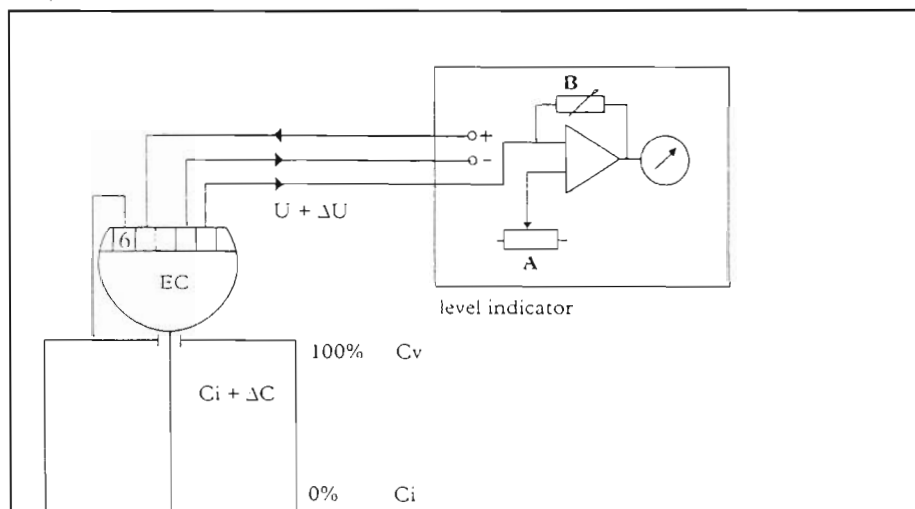 B
+
-
U + ΔU
6
EC
A
level indicator
100% Cv
Ci + ΔC
0% Ci